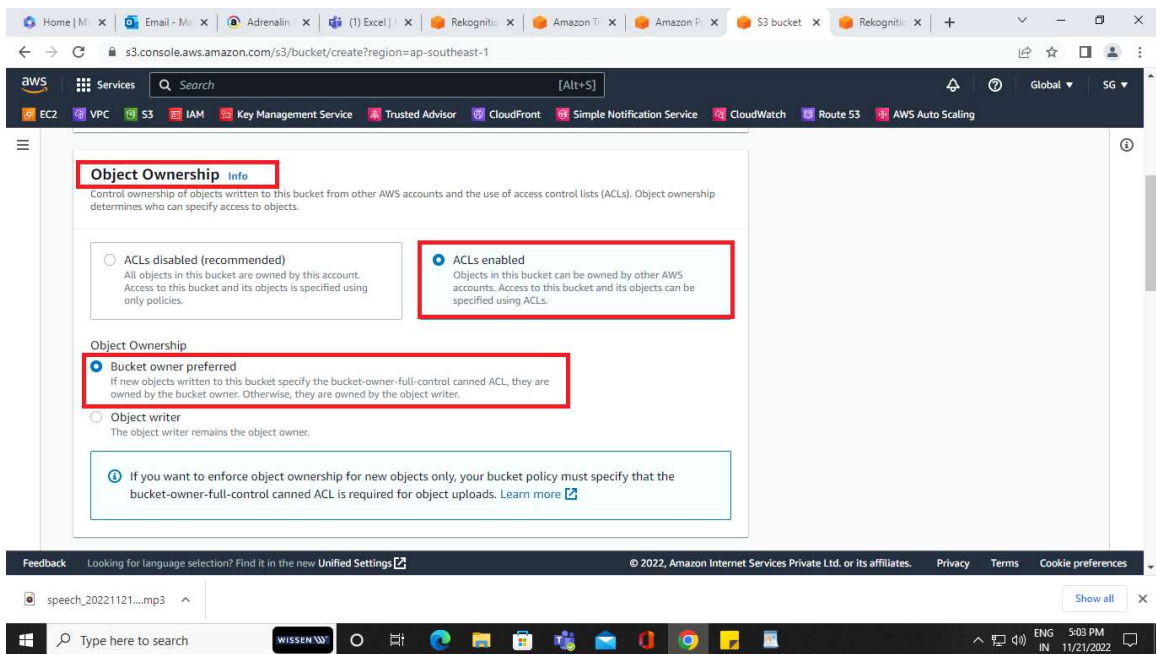 Home | Mi
Email - Ma
Adrenalin
(1) Excel |
Rekognitic
Amazon Tr
Amazon Po
S3 bucket
Rekognitic
s3.console.aws.amazon.com/s3/bucket/create?region=ap-southeast-1
aws
Services
Search
[Alt+S]
Global
SG
EC2
VPC
S3
IAM
Key Management Service
Trusted Advisor
CloudFront
Simple Notification Service
CloudWatch
Route 53
AWS Auto Scaling
Object Ownership Info
Control ownership of objects written to this bucket from other AWS accounts and the use of access control lists (ACLs). Object ownership
determines who can specify access to objects.
ACLs disabled (recommended)
All objects in this bucket are owned by this account.
Access to this bucket and its objects is specified using
only policies.
ACLs enabled
Objects in this bucket can be owned by other AWS
accounts. Access to this bucket and its objects can be
specified using ACLs.
Object Ownership
Bucket owner preferred
If new objects written to this bucket specify the bucket-owner-full-control canned ACL, they are
owned by the bucket owner. Otherwise, they are owned by the object writer.
Object writer
The object writer remains the object owner.
If you want to enforce object ownership for new objects only, your bucket policy must specify that the
bucket-owner-full-control canned ACL is required for object uploads. Learn more
Feedback
Looking for language selection? Find it in the new Unified Settings
© 2022, Amazon Internet Services Private Ltd. or its affiliates.
Privacy
Terms
Cookie preferences
speech_20221121....mp3
Show all
Type here to search
WISSEN
ENG
IN
5:03 PM
11/21/2022